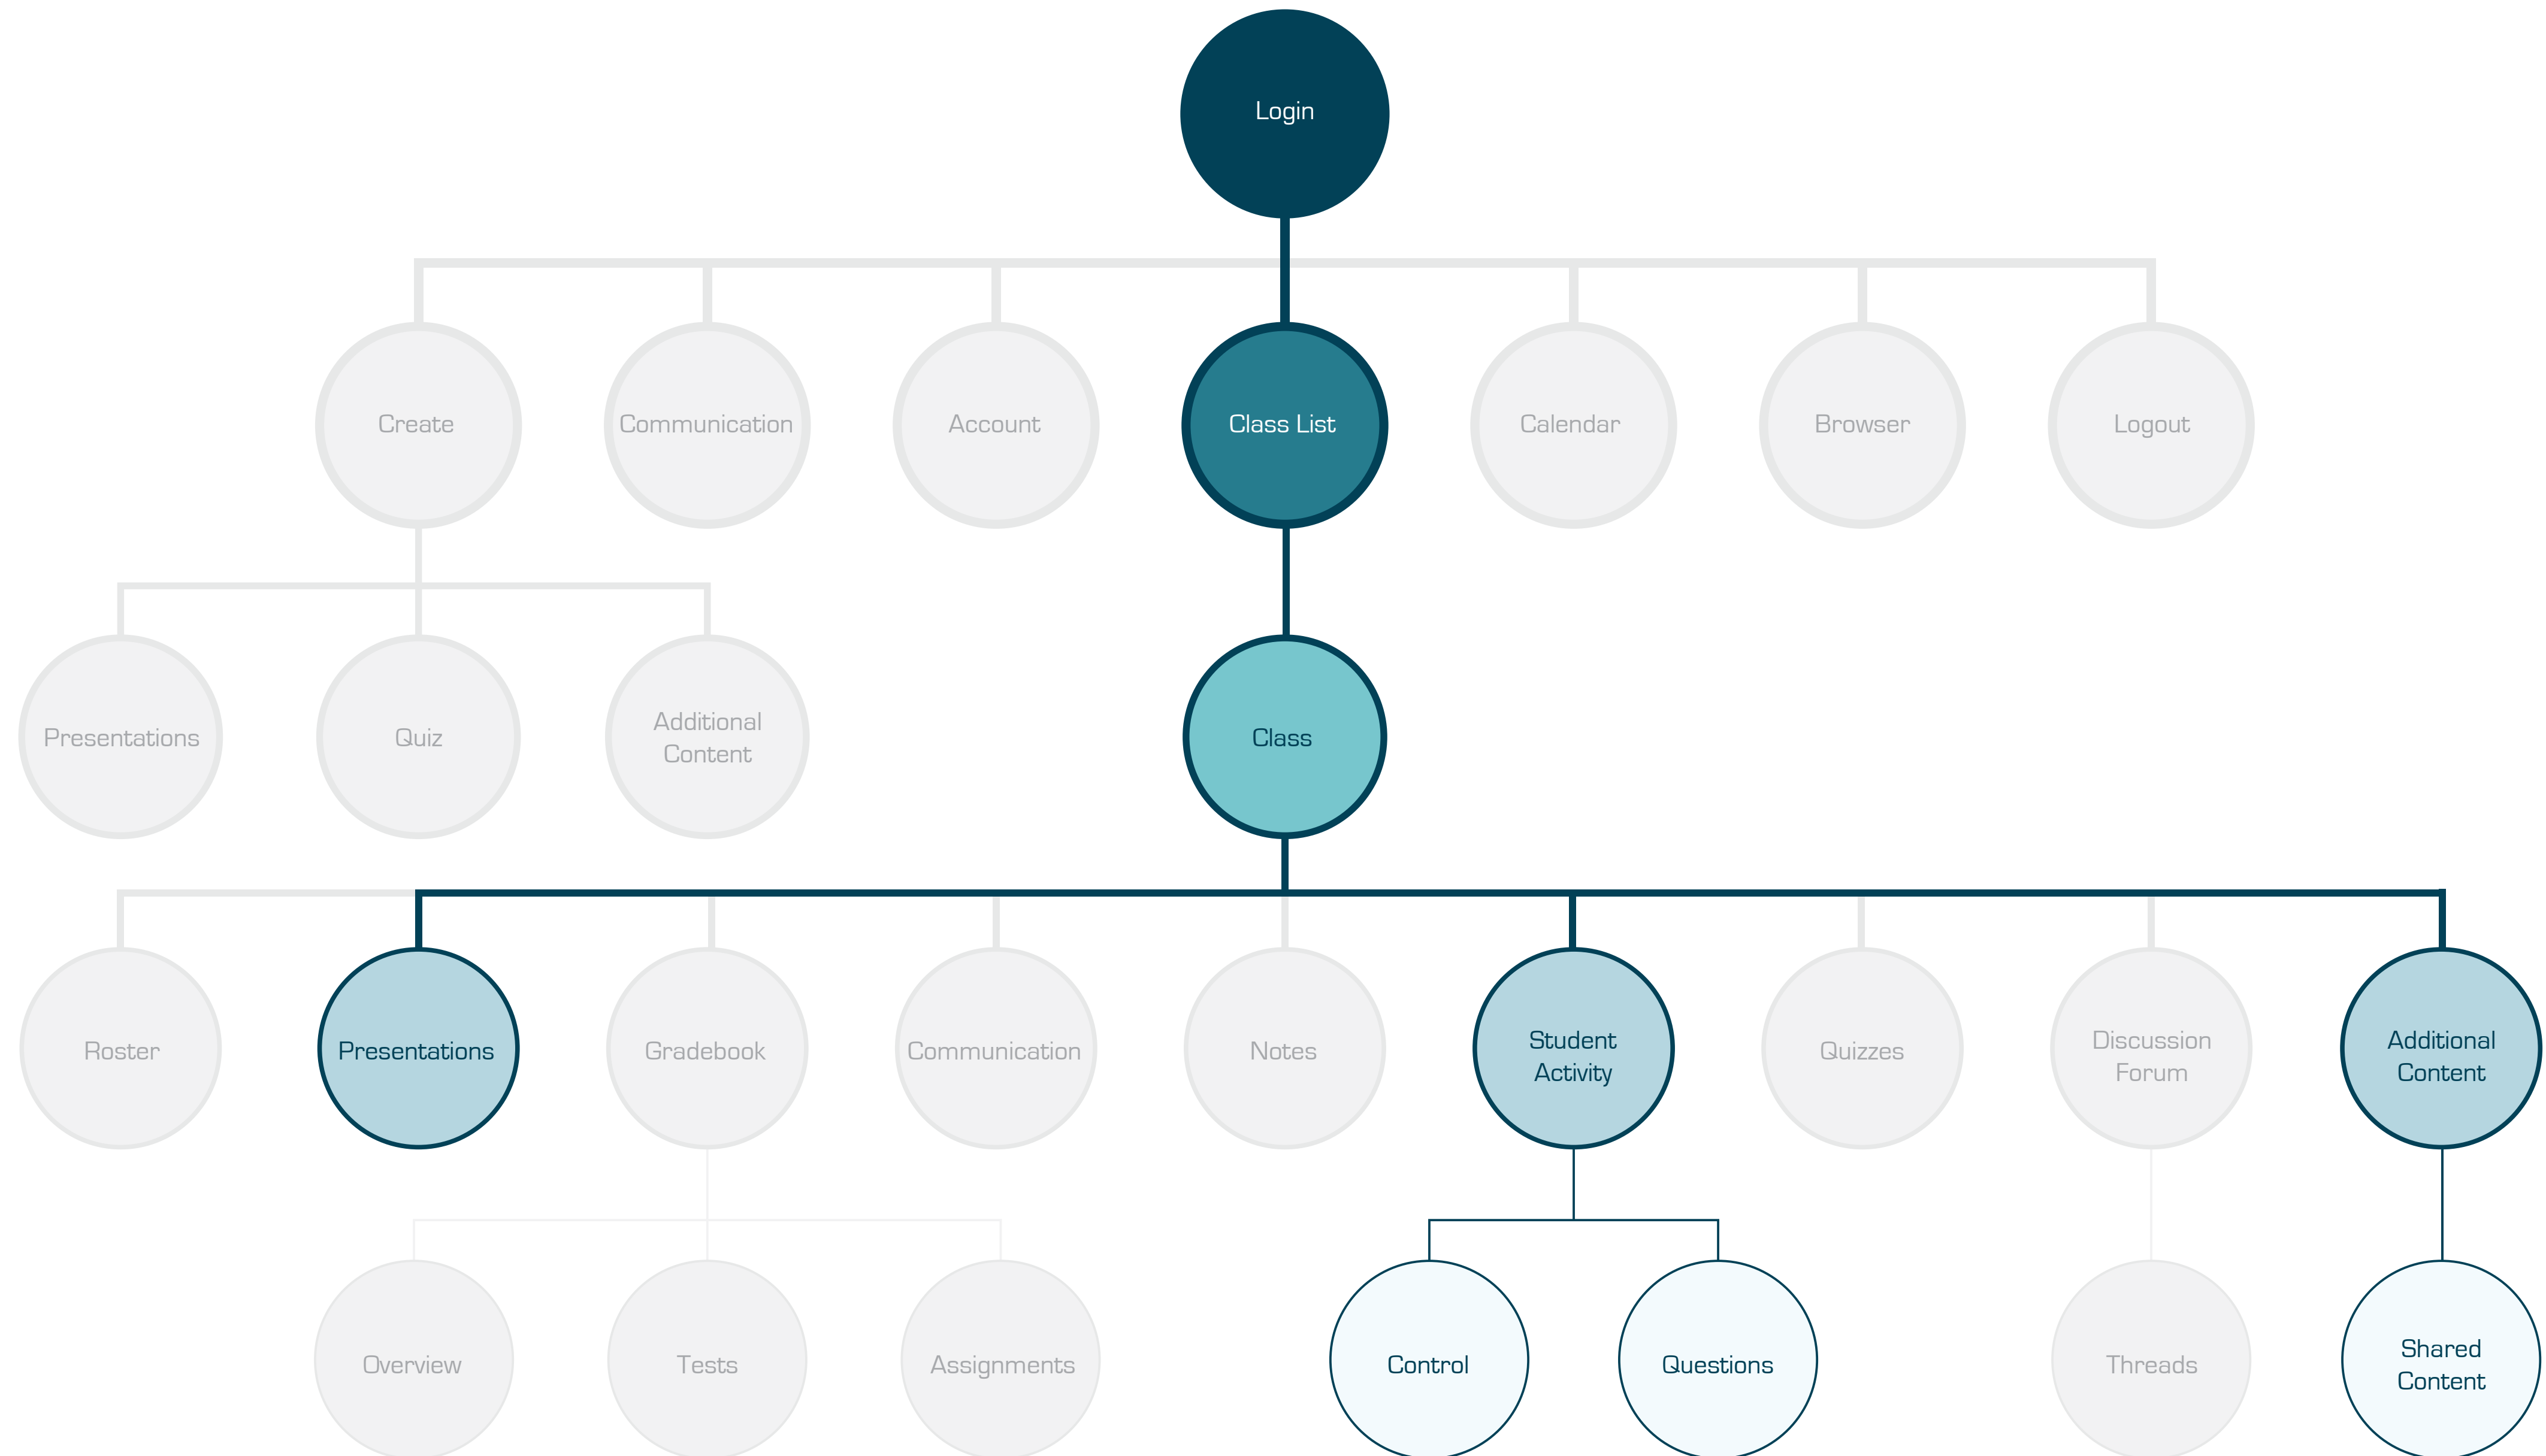 Login
Create
Communication
Account
Class List
Calendar
Browser
Logout
Presentations
Quiz
Additional
Content
Class
Roster
Presentations
Gradebook
Communication
Notes
Student
Activity
Quizzes
Discussion
Forum
Additional
Content
Overview
Tests
Assignments
Control
Questions
Threads
Shared
Content